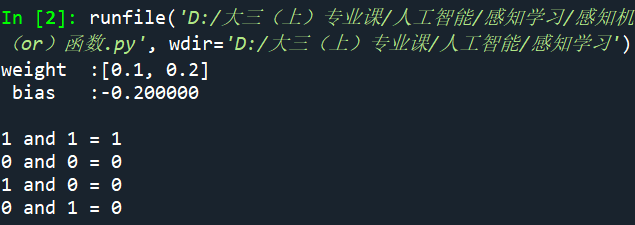 In [2]: runfile('D:/大三（上）专业课/人工智能/感知学习/感知机
（or）函数.py', wdir='D:/大三（上）专业课/人工智能/感知学习')
weight  :[0.1, 0.2]
 bias   :-0.200000

1 and 1 = 1
0 and 0 = 0
1 and 0 = 0
0 and 1 = 0